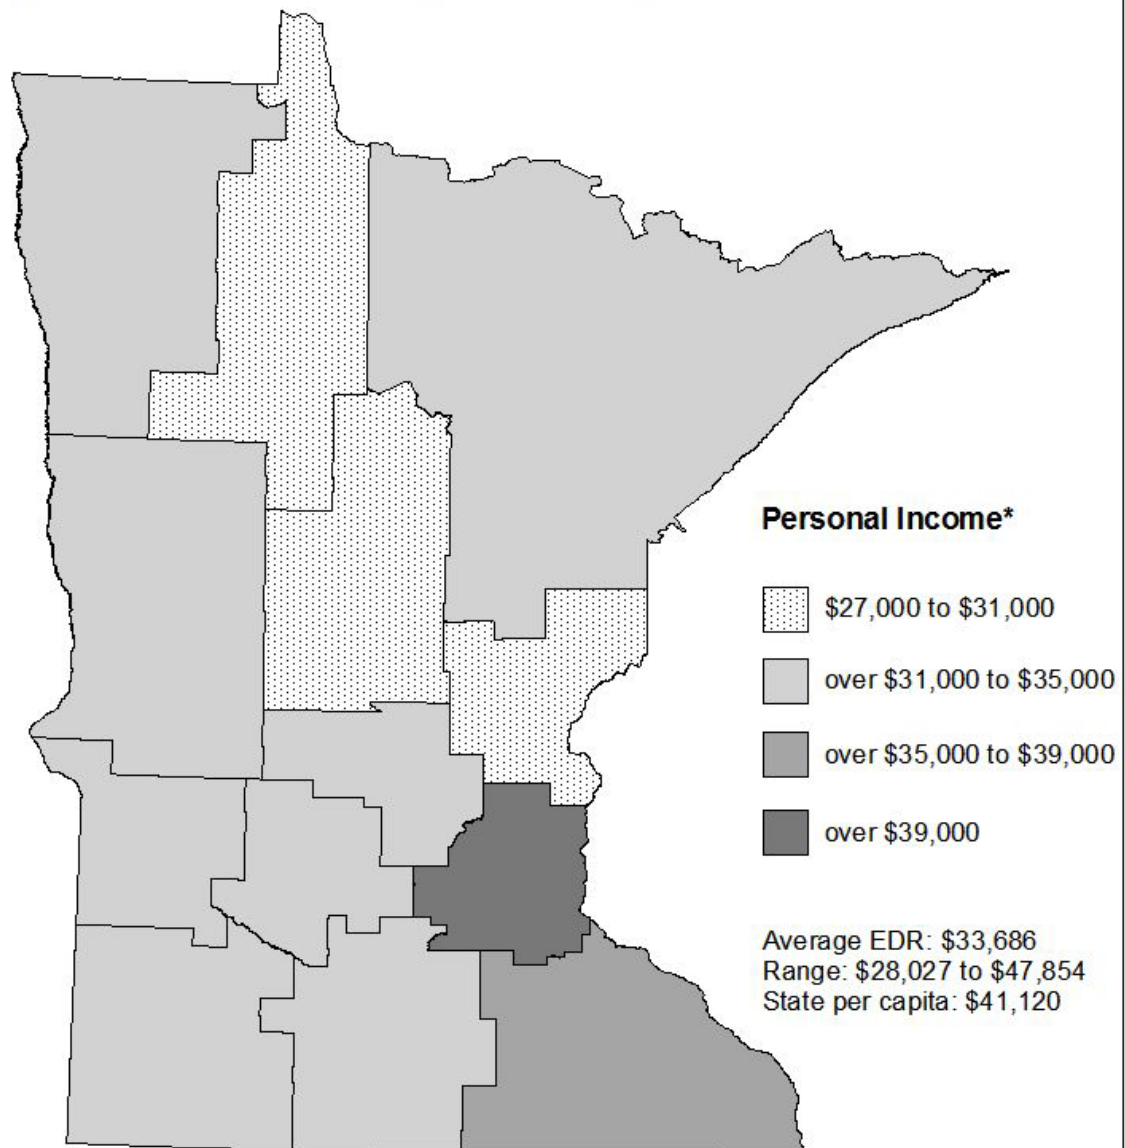 Personal Income*
$27,000 to $31,000
over $31,000 to $35,000
over $35,000 to $39,000
over $39,000
Average EDR: $33,686
Range: $28,027 to $47,854
State per capita: $41,120